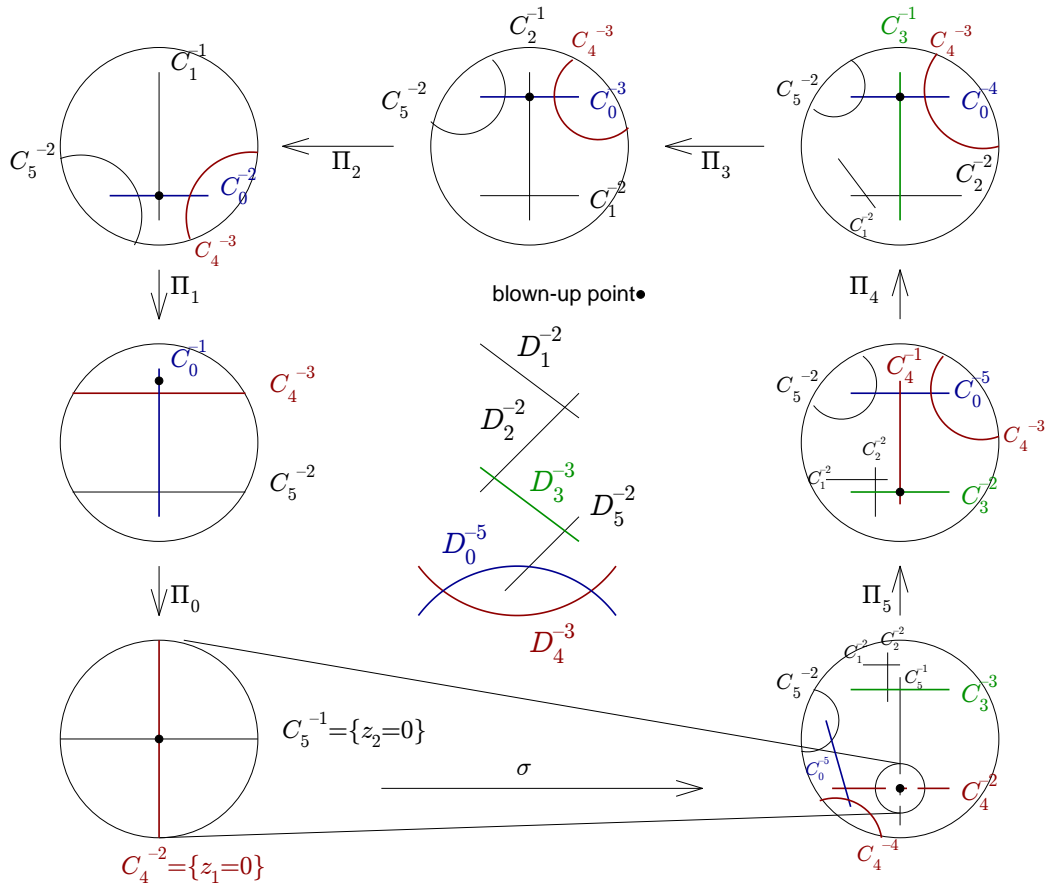 C_1^{-1}
C_5^{-2}
C_0^{-2}
C_4^{-3}
Π_2
C_2^{-1}
C_4^{-3}
C_5^{-2}
C_0^{-3}
C_1^{-2}
Π_3
C_3^{-1}
C_4^{-3}
C_5^{-2}
C_0^{-4}
C_2^{-2}
C_1^{-2}
Π_1
blown-up point●
Π_4
C_0^{-1}
C_4^{-3}
C_5^{-2}
D_1^{-2}
D_2^{-2}
D_3^{-3}
D_5^{-2}
D_0^{-5}
D_4^{-3}
C_4^{-1}
C_5^{-2}
C_0^{-5}
C_4^{-3}
C_2^{-2}
C_1^{-2}
C_3^{-2}
Π_0
Π_5
C_5^{-1}={z_2=0}
C_4^{-2}={z_1=0}
σ
C_2^{-2}
C_1^{-2}
C_5^{-2}
C_5^{-1}
C_3^{-3}
C_0^{-5}
C_4^{-2}
C_4^{-4}